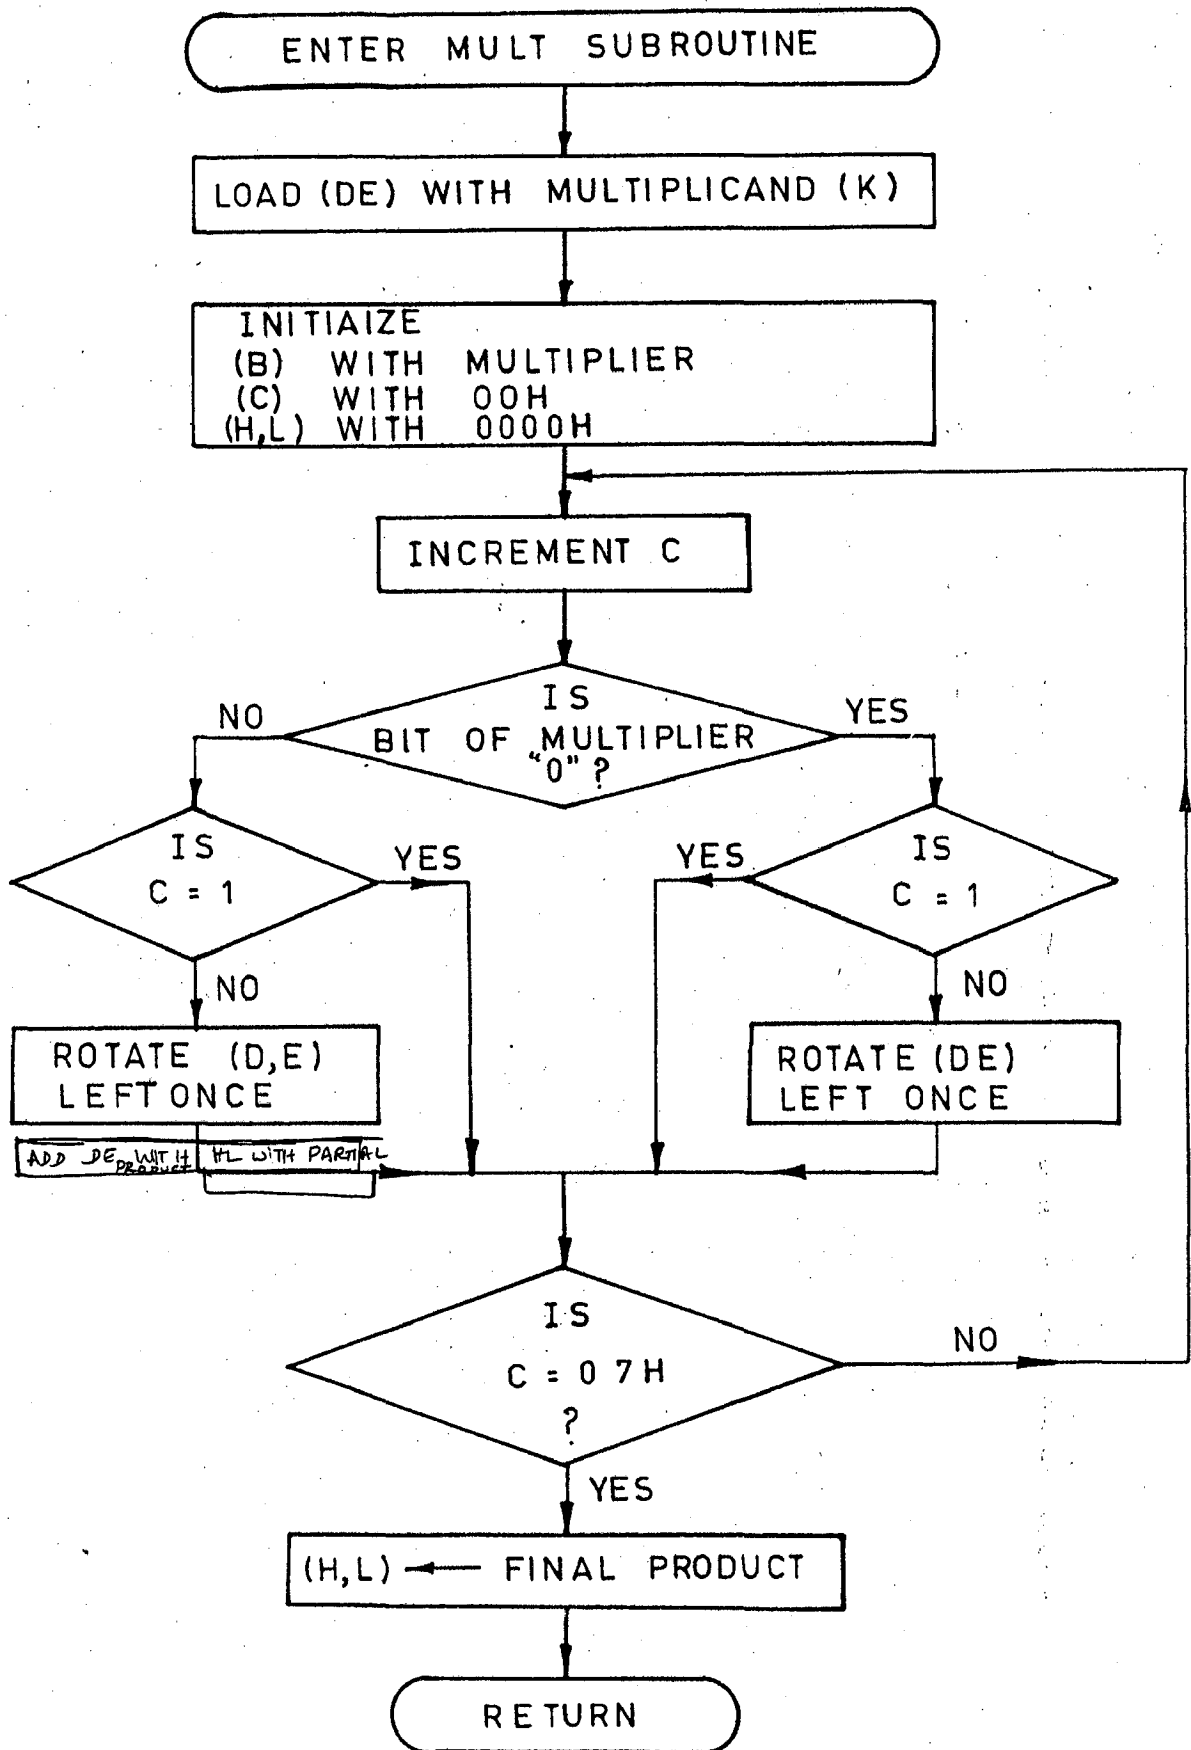 ENTER MULT SUBROUTINE
LOAD (DE) WITH MULTIPLICAND (K)
INITIAIZE
(B) WITH MULTIPLIER
(C) WITH 00H
(H,L) WITH 0000H
INCREMENT C
IS
BIT OF MULTIPLIER
"0" ?
NO
YES
IS
C = 1
YES
YES
IS
C = 1
NO
NO
ROTATE (D,E)
LEFT ONCE
ROTATE (DE)
LEFT ONCE
ADD DE WITH HL WITH PARTIAL
PRODUCT
IS
C = 07H
?
NO
YES
(H,L) ← FINAL PRODUCT
RETURN